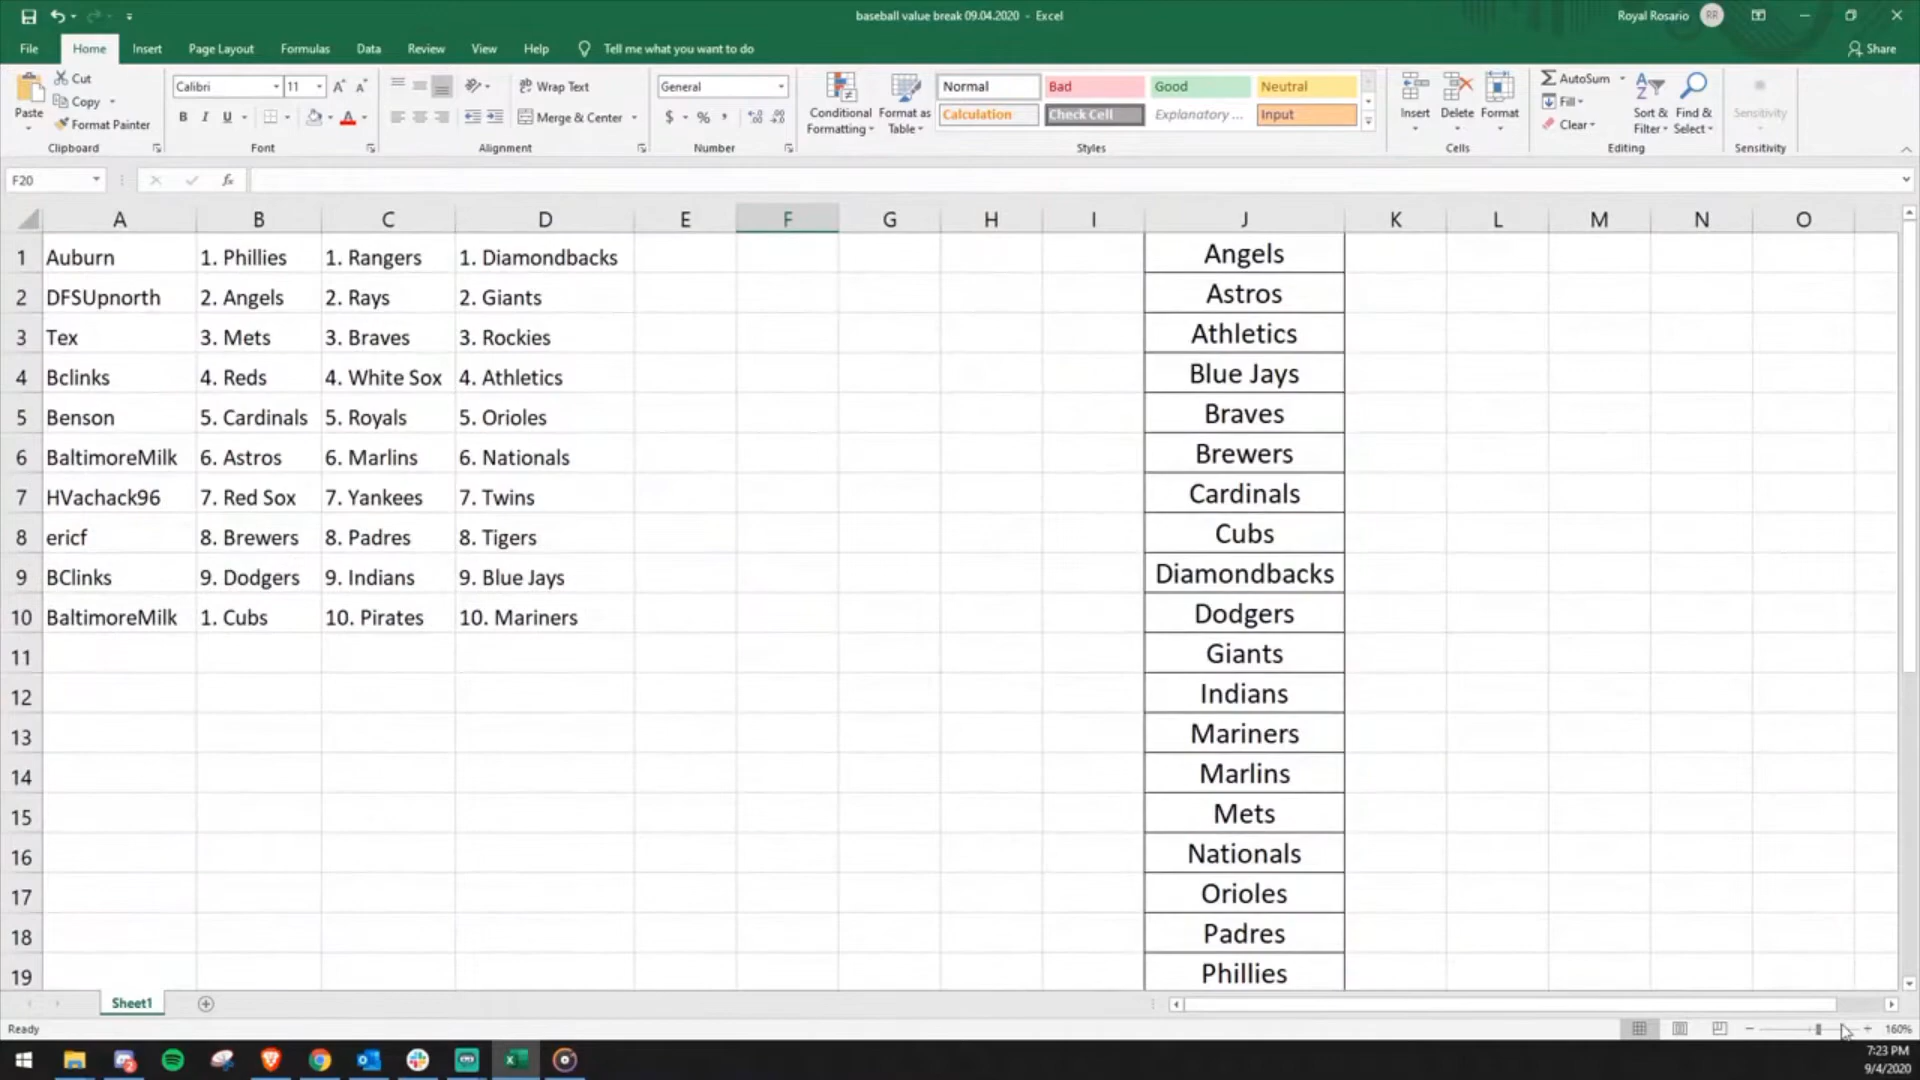 baseball value break 09.04.2020 - Excel
Royal Rosario RR
File Home Insert Page Layout Formulas Data Review View Help Tell me what you want to do Share
Paste Cut Copy Format Painter Clipboard
Calibri 11 A A B I U A Font
Wrap Text Merge & Center Alignment
General $ % , Number
Conditional Formatting Format as Table
Normal Bad Good Neutral
Calculation Check Cell Explanatory ... Input
Styles
Insert Delete Format Cells
AutoSum Fill Clear Sort & Filter Find & Select Editing
Sensitivity Sensitivity
F20 fx
A B C D E F G H I J K L M N O
1 Auburn 1. Phillies 1. Rangers 1. Diamondbacks Angels
2 DFSUpnorth 2. Angels 2. Rays 2. Giants Astros
3 Tex 3. Mets 3. Braves 3. Rockies Athletics
4 Bclinks 4. Reds 4. White Sox 4. Athletics Blue Jays
5 Benson 5. Cardinals 5. Royals 5. Orioles Braves
6 BaltimoreMilk 6. Astros 6. Marlins 6. Nationals Brewers
7 HVachack96 7. Red Sox 7. Yankees 7. Twins Cardinals
8 ericf 8. Brewers 8. Padres 8. Tigers Cubs
9 BClinks 9. Dodgers 9. Indians 9. Blue Jays Diamondbacks
10 BaltimoreMilk 1. Cubs 10. Pirates 10. Mariners Dodgers
11 Giants
12 Indians
13 Mariners
14 Marlins
15 Mets
16 Nationals
17 Orioles
18 Padres
19 Phillies
Sheet1
Ready 160%
7:23 PM
9/4/2020